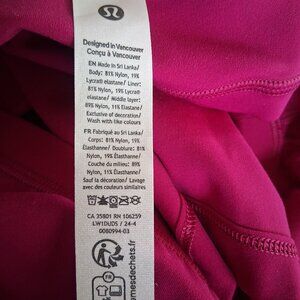 Designed in Vancouver
Conçu à Vancouver
EN Made in Sri Lanka/
Body: 81% Nylon, 19%
Lycra® elastane/ Liner:
81% Nylon, 19% Lycra®
elastane/ Middle layer:
89% Nylon, 11% Elastane/
Exclusive of decoration/
Wash with like colours
FR Fabriqué au Sri Lanka/
Corps: 81% Nylon, 19%
Élasthanne/ Doublure: 81%
Nylon, 19% Élasthanne/
Couche du milieu: 89%
Nylon, 11% Élasthanne/
Sauf la décoration/ Lavage
avec des couleurs similaires
CA 35801 RN 106259
LW1DUDS / 24-4
0080994-03
FR